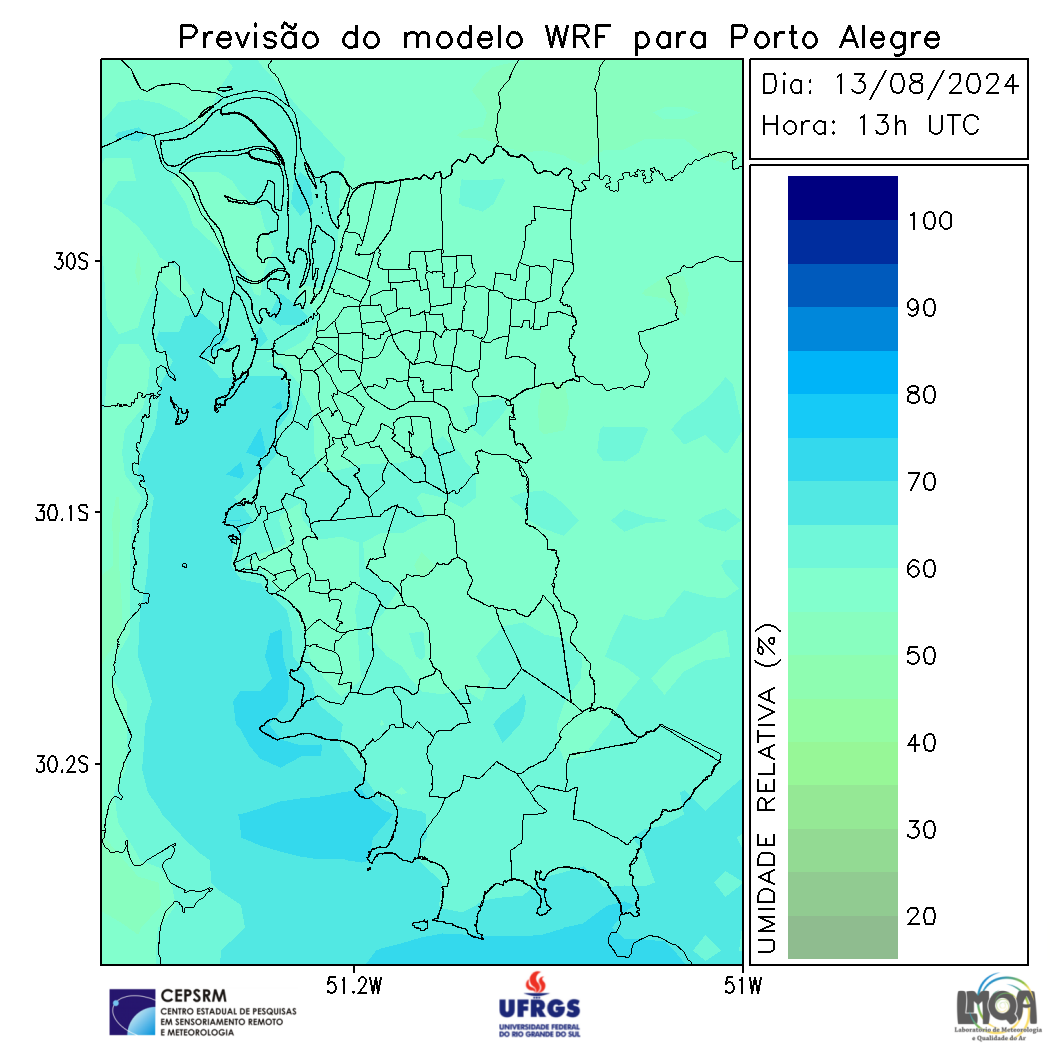 Previsão do modelo WRF para Porto Alegre
Dia: 13/08/2024
Hora: 13h UTC
30S
30.1S
30.2S
51.2W
51W
100
90
80
70
60
50
40
30
20
UMIDADE RELATIVA (%)
CEPSRM
CENTRO ESTADUAL DE PESQUISAS
EM SENSORIAMENTO REMOTO
E METEOROLOGIA
UFRGS
UNIVERSIDADE FEDERAL
DO RIO GRANDE DO SUL
LMQA
Laboratório de Meteorologia
e Qualidade do Ar